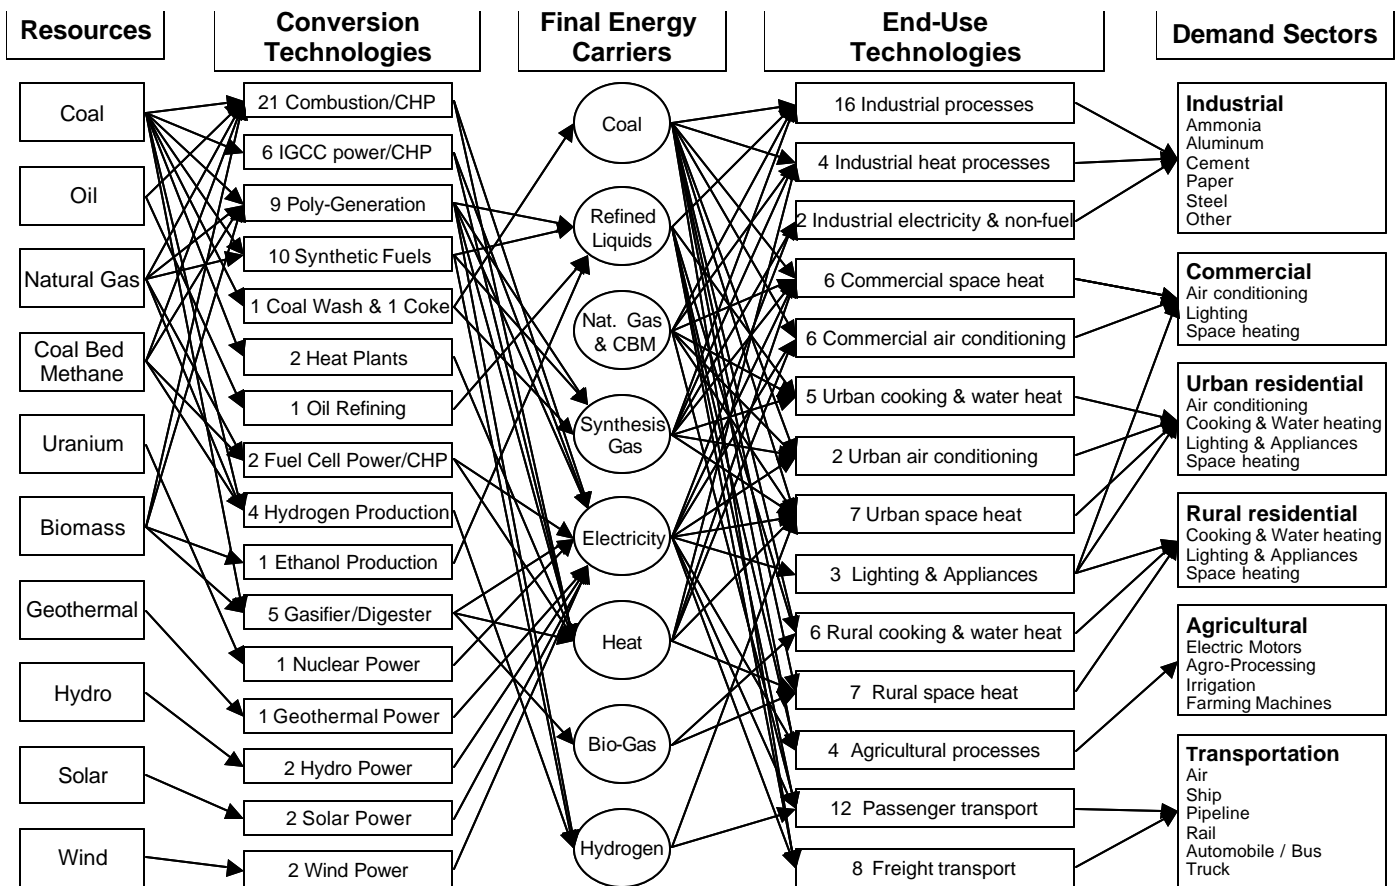 Resources
Conversion
Technologies
Final Energy
Carriers
End-Use
Technologies
Demand Sectors
Coal
Oil
Natural Gas
Coal Bed
Methane
Uranium
Biomass
Geothermal
Hydro
Solar
Wind
21 Combustion/CHP
6 IGCC power/CHP
9 Poly-Generation
10 Synthetic Fuels
1 Coal Wash & 1 Coke
2 Heat Plants
1 Oil Refining
2 Fuel Cell Power/CHP
4 Hydrogen Production
1 Ethanol Production
5 Gasifier/Digester
1 Nuclear Power
1 Geothermal Power
2 Hydro Power
2 Solar Power
2 Wind Power
Coal
Refined
Liquids
Nat. Gas
& CBM
Synthesis
Gas
Electricity
Heat
Bio-Gas
Hydrogen
16 Industrial processes
4 Industrial heat processes
2 Industrial electricity & non-fuel
6 Commercial space heat
6 Commercial air conditioning
5 Urban cooking & water heat
2 Urban air conditioning
7 Urban space heat
3 Lighting & Appliances
6 Rural cooking & water heat
7 Rural space heat
4 Agricultural processes
12 Passenger transport
8 Freight transport
Industrial
Ammonia
Aluminum
Cement
Paper
Steel
Other
Commercial
Air conditioning
Lighting
Space heating
Urban residential
Air conditioning
Cooking & Water heating
Lighting & Appliances
Space heating
Rural residential
Cooking & Water heating
Lighting & Appliances
Space heating
Agricultural
Electric Motors
Agro-Processing
Irrigation
Farming Machines
Transportation
Air
Ship
Pipeline
Rail
Automobile / Bus
Truck